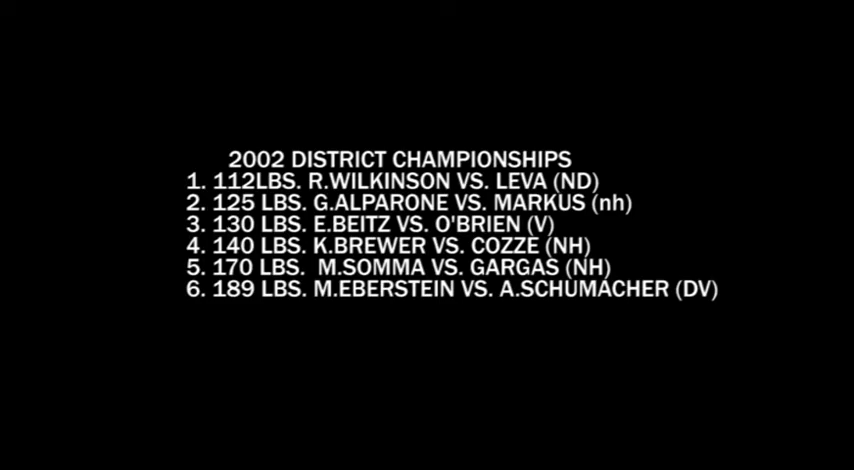 2002 DISTRICT CHAMPIONSHIPS
1. 112LBS. R.WILKINSON VS. LEVA (ND)
2. 125 LBS. G.ALPARONE VS. MARKUS (nh)
3. 130 LBS. E.BEITZ VS. O'BRIEN (V)
4. 140 LBS. K.BREWER VS. COZZE (NH)
5. 170 LBS.  M.SOMMA VS. GARGAS (NH)
6. 189 LBS. M.EBERSTEIN VS. A.SCHUMACHER (DV)